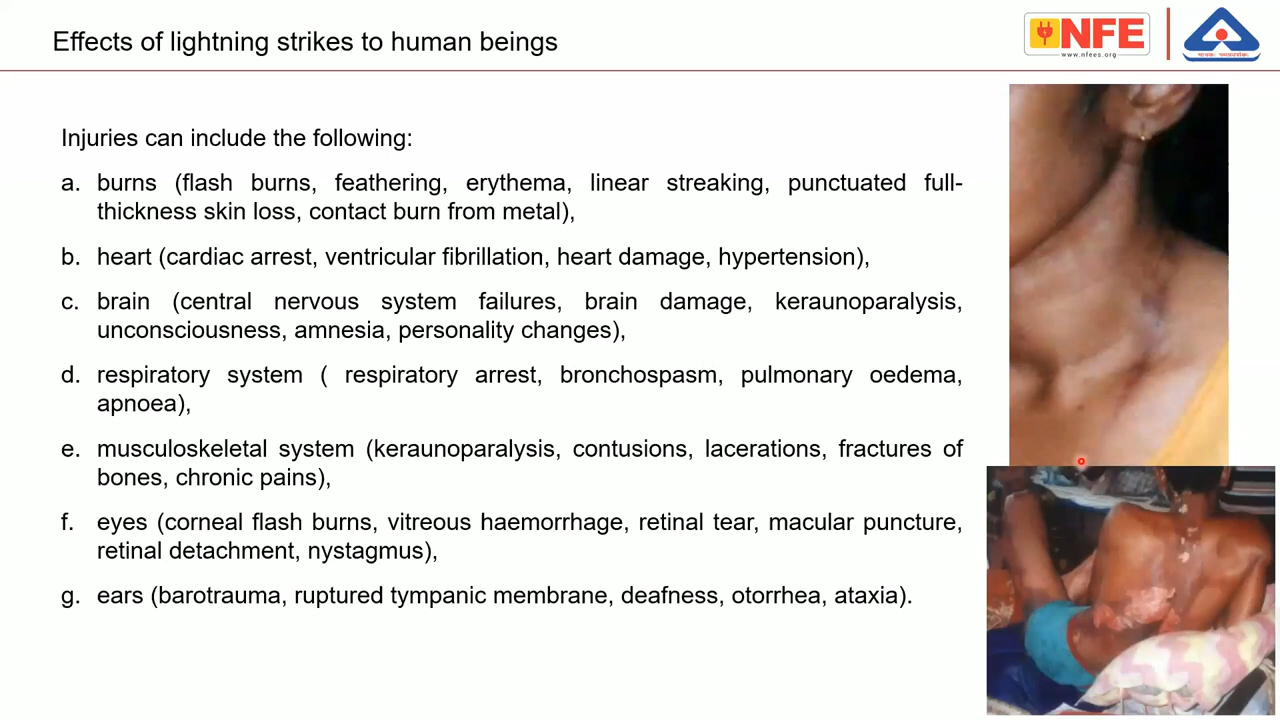 Effects of lightning strikes to human beings
NFE
www.nfees.org
Injuries can include the following:
a. burns (flash burns, feathering, erythema, linear streaking, punctuated full-
thickness skin loss, contact burn from metal),
b. heart (cardiac arrest, ventricular fibrillation, heart damage, hypertension),
c. brain (central nervous system failures, brain damage, keraunoparalysis,
unconsciousness, amnesia, personality changes),
d. respiratory system ( respiratory arrest, bronchospasm, pulmonary oedema,
apnoea),
e. musculoskeletal system (keraunoparalysis, contusions, lacerations, fractures of
bones, chronic pains),
f. eyes (corneal flash burns, vitreous haemorrhage, retinal tear, macular puncture,
retinal detachment, nystagmus),
g. ears (barotrauma, ruptured tympanic membrane, deafness, otorrhea, ataxia).